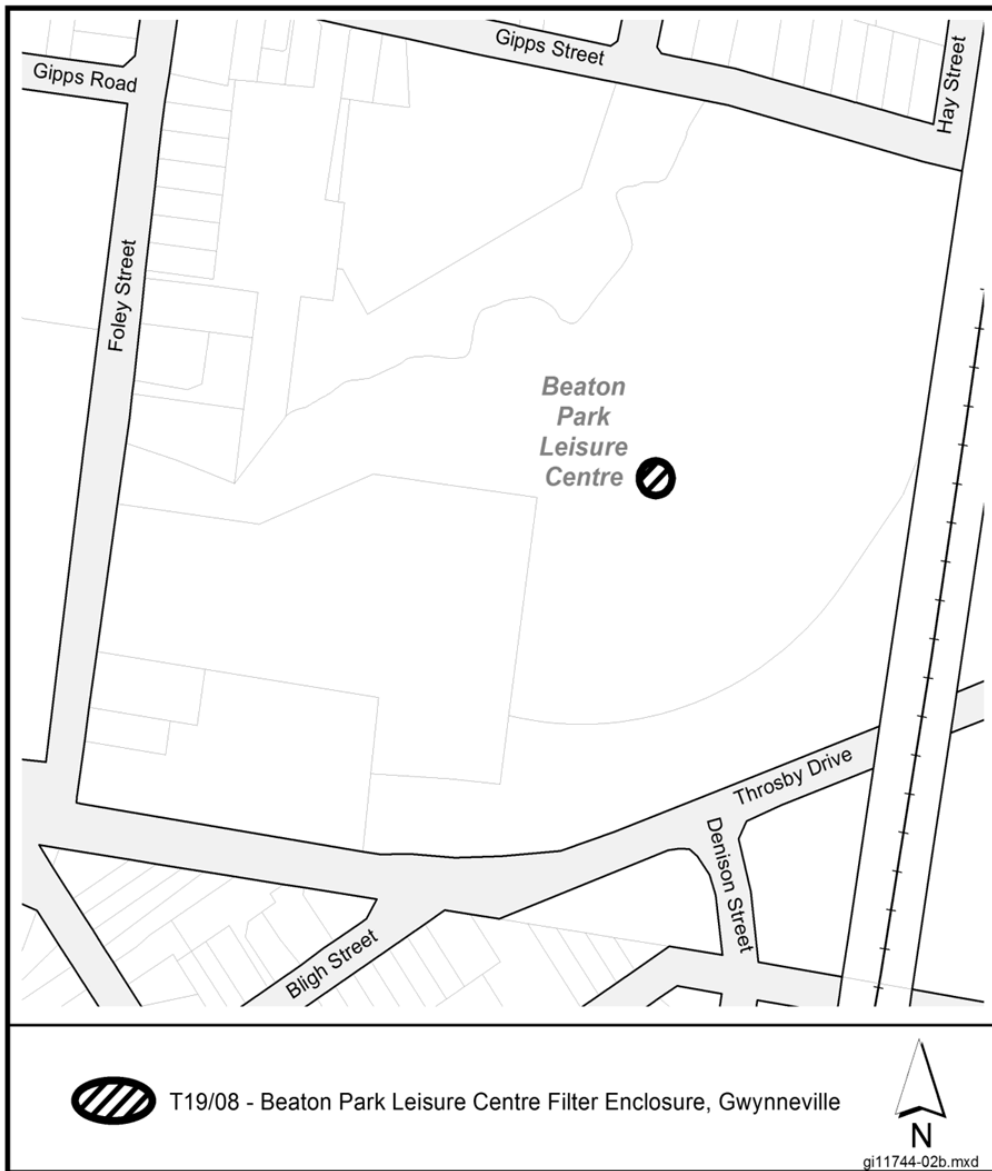 Gipps Street
Hay Street
Gipps Road
Foley Street
Beaton
Park
Leisure
Centre
Throsby Drive
Denison Street
Bligh Street
T19/08 - Beaton Park Leisure Centre Filter Enclosure, Gwynneville
N
gi11744-02b.mxd